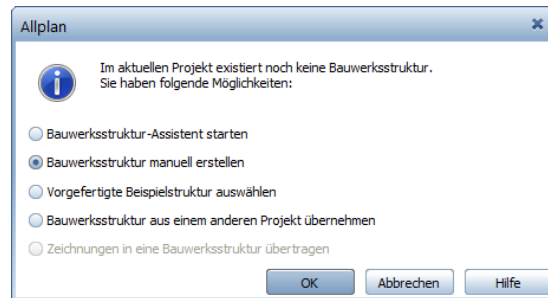 Allplan
Im aktuellen Projekt existiert noch keine Bauwerksstruktur.
Sie haben folgende Möglichkeiten:
Bauwerksstruktur-Assistent starten
Bauwerksstruktur manuell erstellen
Vorgefertigte Beispielstruktur auswählen
Bauwerksstruktur aus einem anderen Projekt übernehmen
Zeichnungen in eine Bauwerksstruktur übertragen
OK Abbrechen Hilfe